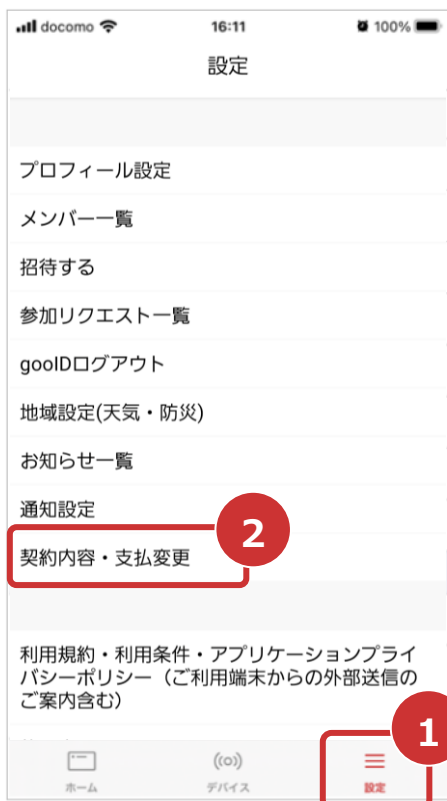 docomo 16:11 100%
設定
プロフィール設定
メンバー一覧
招待する
参加リクエスト一覧
gooIDログアウト
地域設定(天気・防災)
お知らせ一覧
通知設定
2
契約内容・支払変更
利用規約・利用条件・アプリケーションプライ
バシーポリシー（ご利用端末からの外部送信の
ご案内含む）
1
ホーム デバイス 設定